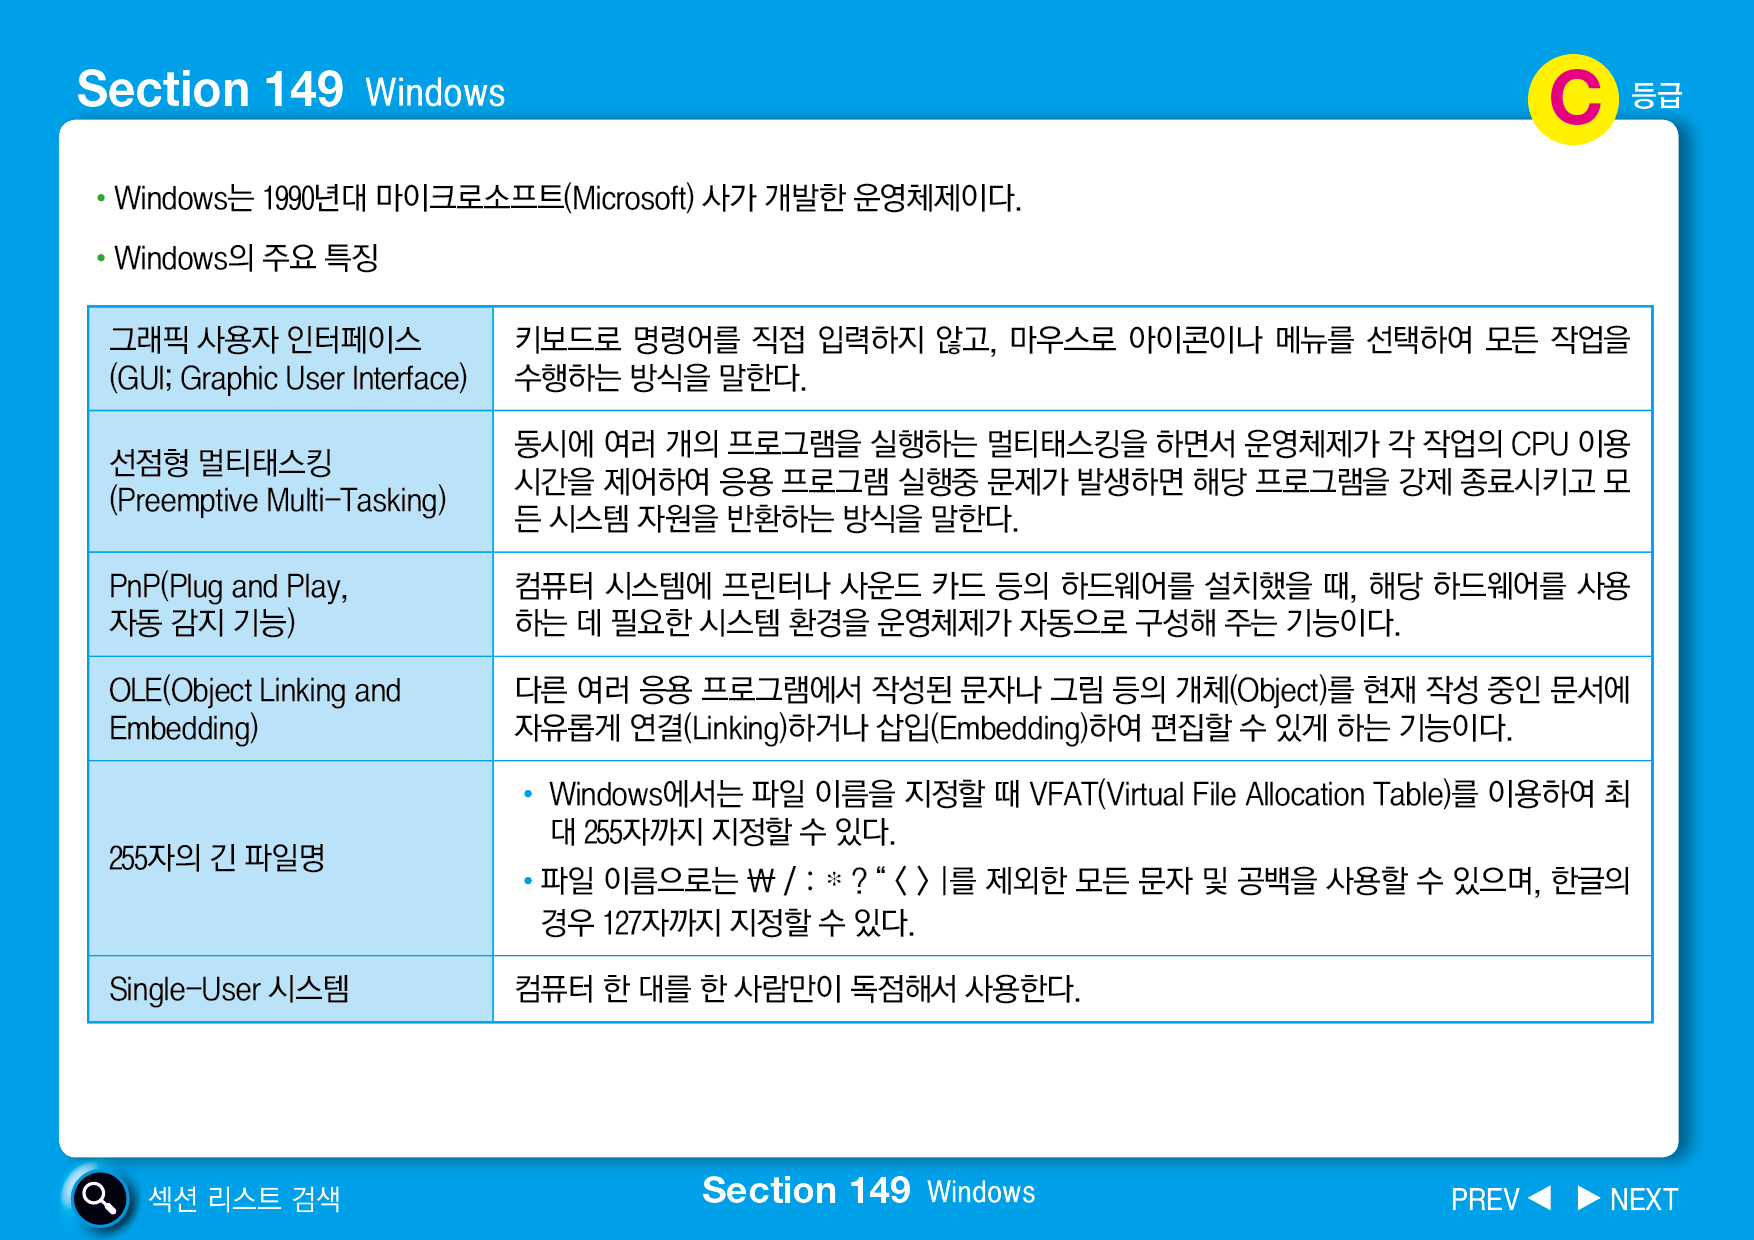 Section 149 Windows
C 등급
• Windows는 1990년대 마이크로소프트(Microsoft) 사가 개발한 운영체제이다.
• Windows의 주요 특징
그래픽 사용자 인터페이스
(GUI; Graphic User Interface)
키보드로 명령어를 직접 입력하지 않고, 마우스로 아이콘이나 메뉴를 선택하여 모든 작업을
수행하는 방식을 말한다.
선점형 멀티태스킹
(Preemptive Multi-Tasking)
동시에 여러 개의 프로그램을 실행하는 멀티태스킹을 하면서 운영체제가 각 작업의 CPU 이용
시간을 제어하여 응용 프로그램 실행중 문제가 발생하면 해당 프로그램을 강제 종료시키고 모
든 시스템 자원을 반환하는 방식을 말한다.
PnP(Plug and Play,
자동 감지 기능)
컴퓨터 시스템에 프린터나 사운드 카드 등의 하드웨어를 설치했을 때, 해당 하드웨어를 사용
하는 데 필요한 시스템 환경을 운영체제가 자동으로 구성해 주는 기능이다.
OLE(Object Linking and
Embedding)
다른 여러 응용 프로그램에서 작성된 문자나 그림 등의 개체(Object)를 현재 작성 중인 문서에
자유롭게 연결(Linking)하거나 삽입(Embedding)하여 편집할 수 있게 하는 기능이다.
255자의 긴 파일명
• Windows에서는 파일 이름을 지정할 때 VFAT(Virtual File Allocation Table)를 이용하여 최
대 255자까지 지정할 수 있다.
• 파일 이름으로는 ₩ / : * ? “ 〈 〉 |를 제외한 모든 문자 및 공백을 사용할 수 있으며, 한글의
경우 127자까지 지정할 수 있다.
Single-User 시스템
컴퓨터 한 대를 한 사람만이 독점해서 사용한다.
섹션 리스트 검색
Section 149 Windows
PREV ◀ ▶ NEXT